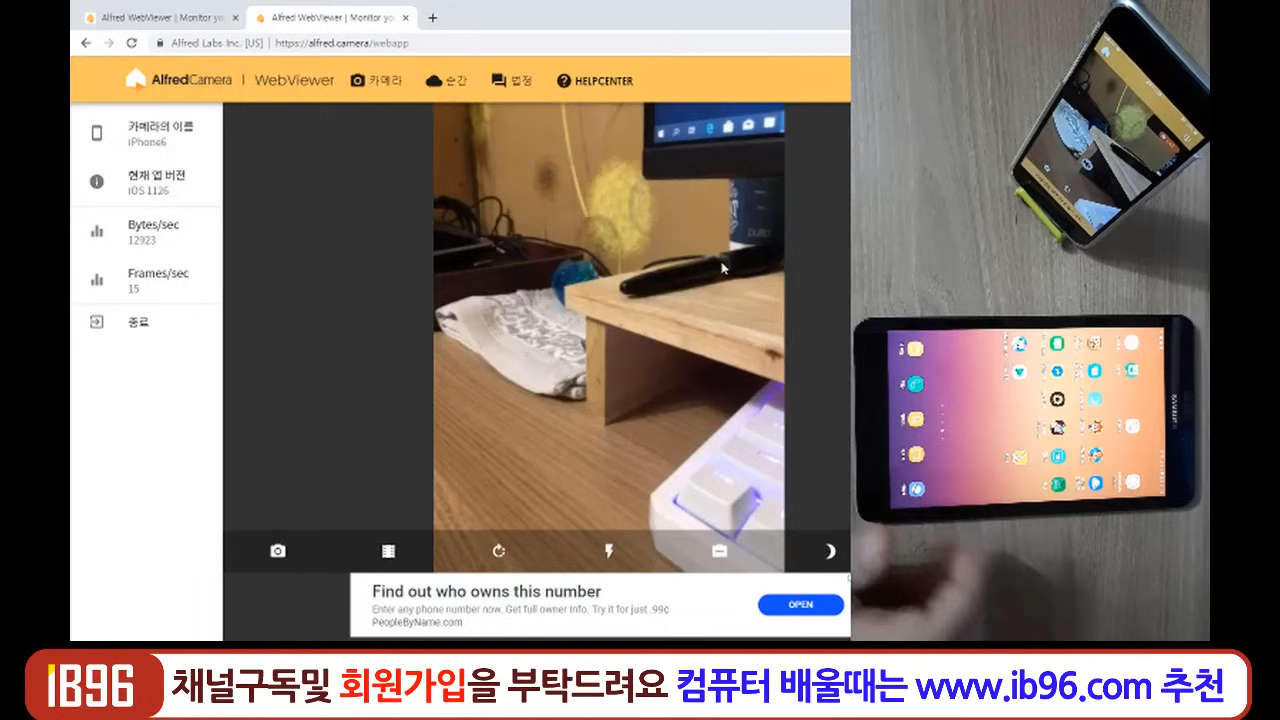 Alfred WebViewer | Monitor yo
Alfred WebViewer | Monitor yo
Alfred Labs Inc. [US] | https://alfred.camera/webapp
AlfredCamera | WebViewer 카메라 순간 법정 HELPCENTER
카메라의 이름
iPhone6
현재 앱 버전
iOS 1126
Bytes/sec
12923
Frames/sec
15
종료
Find out who owns this number
Enter any phone number now. Get full owner Info. Try it for just .99¢
PeopleByName.com
OPEN
SAMSUNG
IB96 채널구독및 회원가입을 부탁드려요 컴퓨터 배울때는 www.ib96.com 추천